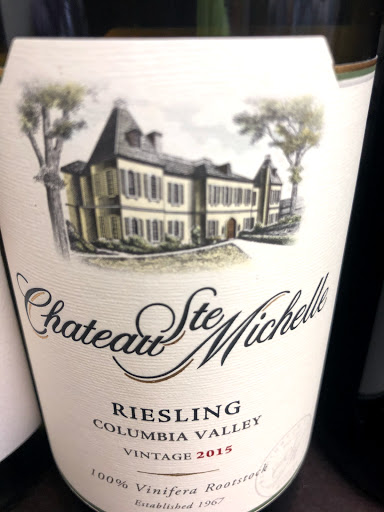 Chateau Ste Michelle
RIESLING
COLUMBIA VALLEY
VINTAGE 2015
100% Vinifera Rootstock
Established 1967